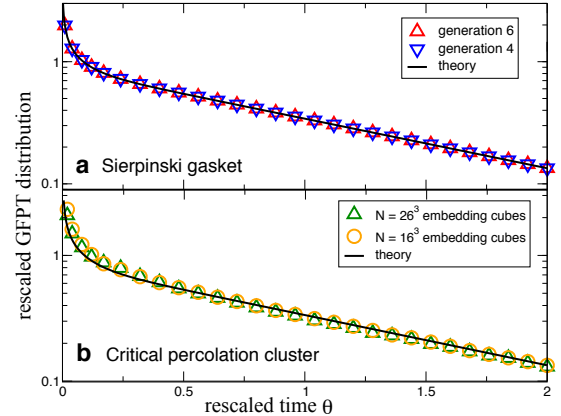 generation 6
generation 4
theory
1
a Sierpinski gasket
0.1
rescaled GFPT distribution
N = 26³ embedding cubes
N = 16³ embedding cubes
theory
1
b Critical percolation cluster
0.1
0 0.5 1 1.5 2
rescaled time θ